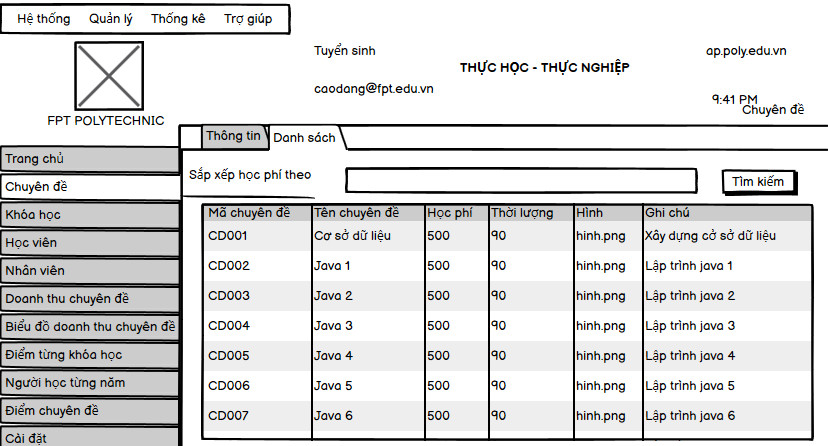 Hệ thống Quản lý Thống kê Trợ giúp
Tuyển sinh
ap.poly.edu.vn
THỰC HỌC - THỰC NGHIỆP
caodang@fpt.edu.vn
9:41 PM
Chuyên đề
FPT POLYTECHNIC
Thông tin Danh sách
Trang chủ
Chuyên đề
Khóa học
Học viên
Nhân viên
Doanh thu chuyên đề
Biểu đồ doanh thu chuyên đề
Điểm từng khóa học
Người học từng năm
Điểm chuyên đề
Cài đặt
Sắp xếp học phí theo
Tìm kiếm
Mã chuyên đề Tên chuyên đề Học phí Thời lượng Hình Ghi chú
CD001 Cơ sở dữ liệu 500 90 hinh.png Xây dựng cở sở dữ liệu
CD002 Java 1 500 90 hinh.png Lập trình java 1
CD003 Java 2 500 90 hinh.png Lập trình java 2
CD004 Java 3 500 90 hinh.png Lập trình java 3
CD005 Java 4 500 90 hinh.png Lập trình java 4
CD006 Java 5 500 90 hinh.png Lập trình java 5
CD007 Java 6 500 90 hinh.png Lập trình java 6